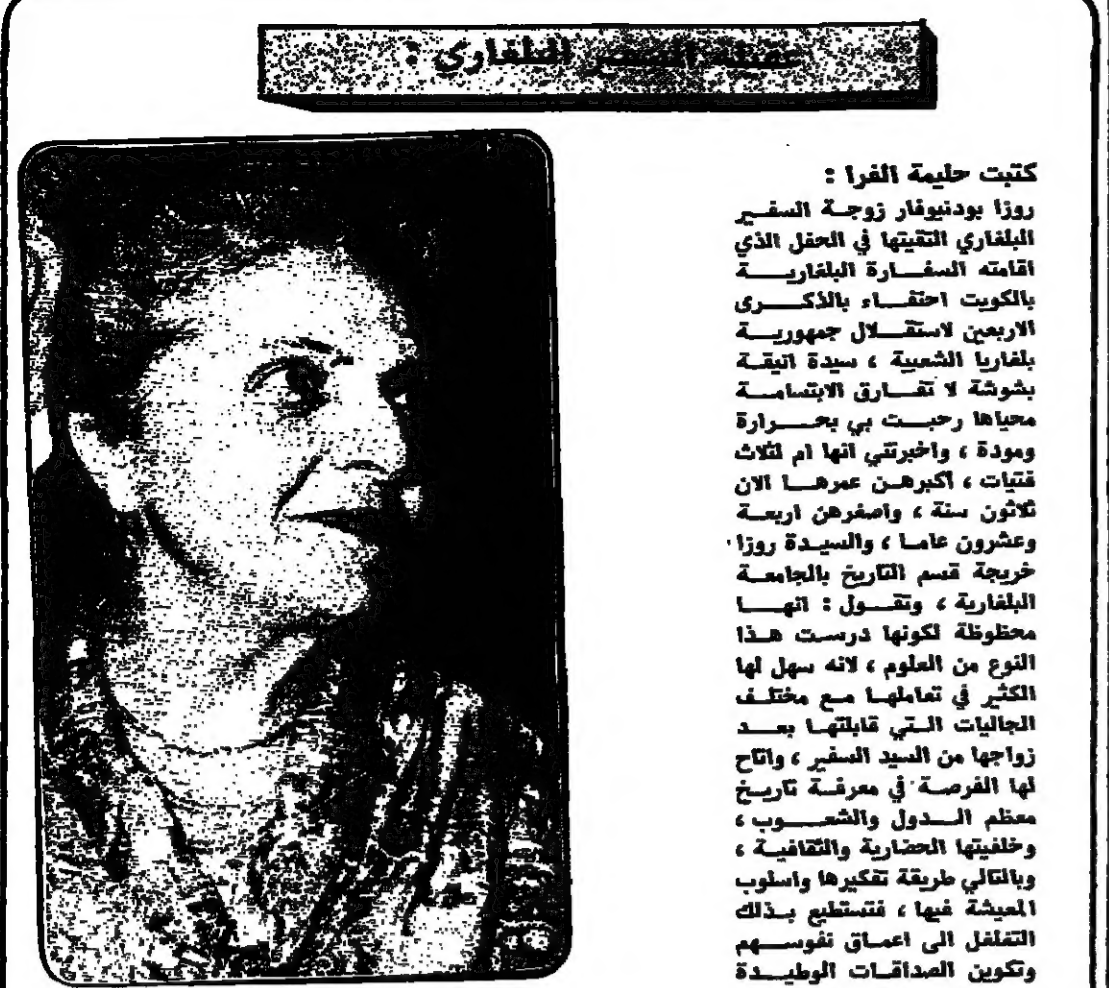 عقيلة السفير البلغاري :
كتبت حليمة الفرا :
روزا بودنيوفار زوجة السفير
البلغاري التقيتها في الحفل الذي
اقامته السفارة البلغارية
بالكويت احتفاء بالذكرى
الاربعين لاستقلال جمهورية
بلغاريا الشعبية ، سيدة انيقة
بشوشة لا تفارق الابتسامة
محياها رحبت بي بحرارة
ومودة ، واخبرتني انها ام لثلاث
فتيات ، أكبرهن عمرها الان
ثلاثون سنة ، واصغرهن اربعة
وعشرون عاما ، والسيدة روزا
خريجة قسم التاريخ بالجامعة
البلغارية ، وتقول : انها
محظوظة لكونها درست هذا
النوع من العلوم ، لانه سهل لها
الكثير في تعاملها مع مختلف
الجاليات التي قابلتها بعد
زواجها من السيد السفير ، واتاح
لها الفرصة في معرفة تاريخ
معظم الدول والشعوب ،
وخلفيتها الحضارية والثقافية ،
وبالتالي طريقة تفكيرها واسلوب
المعيشة فيها ، فتستطيع بذلك
التغلغل الى اعماق نفوسهم
وتكوين الصداقات الوطيدة